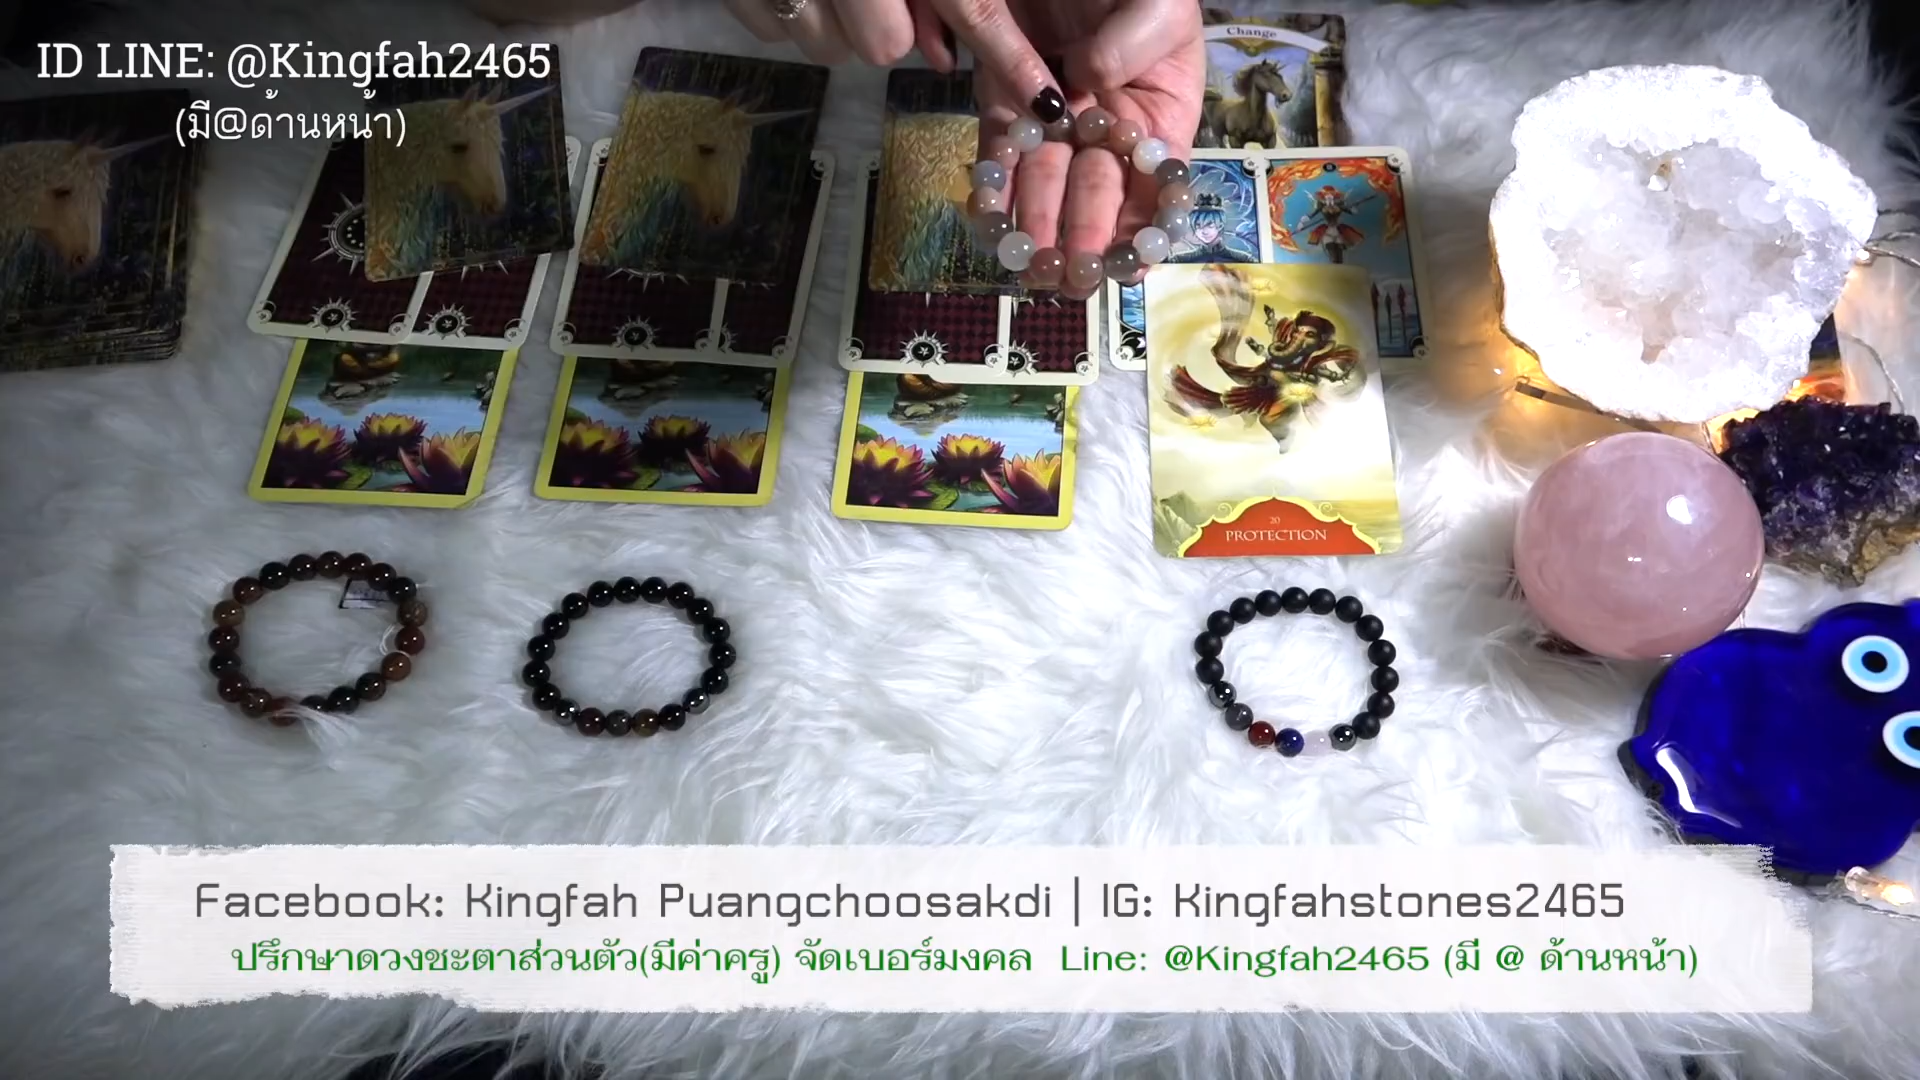 ID LINE: @Kingfah2465
(มี@ด้านหน้า)
Change
20
PROTECTION
Facebook: Kingfah Puangchoosakdi | IG: Kingfahstones2465
ปรึกษาดวงชะตาส่วนตัว(มีค่าครู) จัดเบอร์มงคล Line: @Kingfah2465 (มี @ ด้านหน้า)